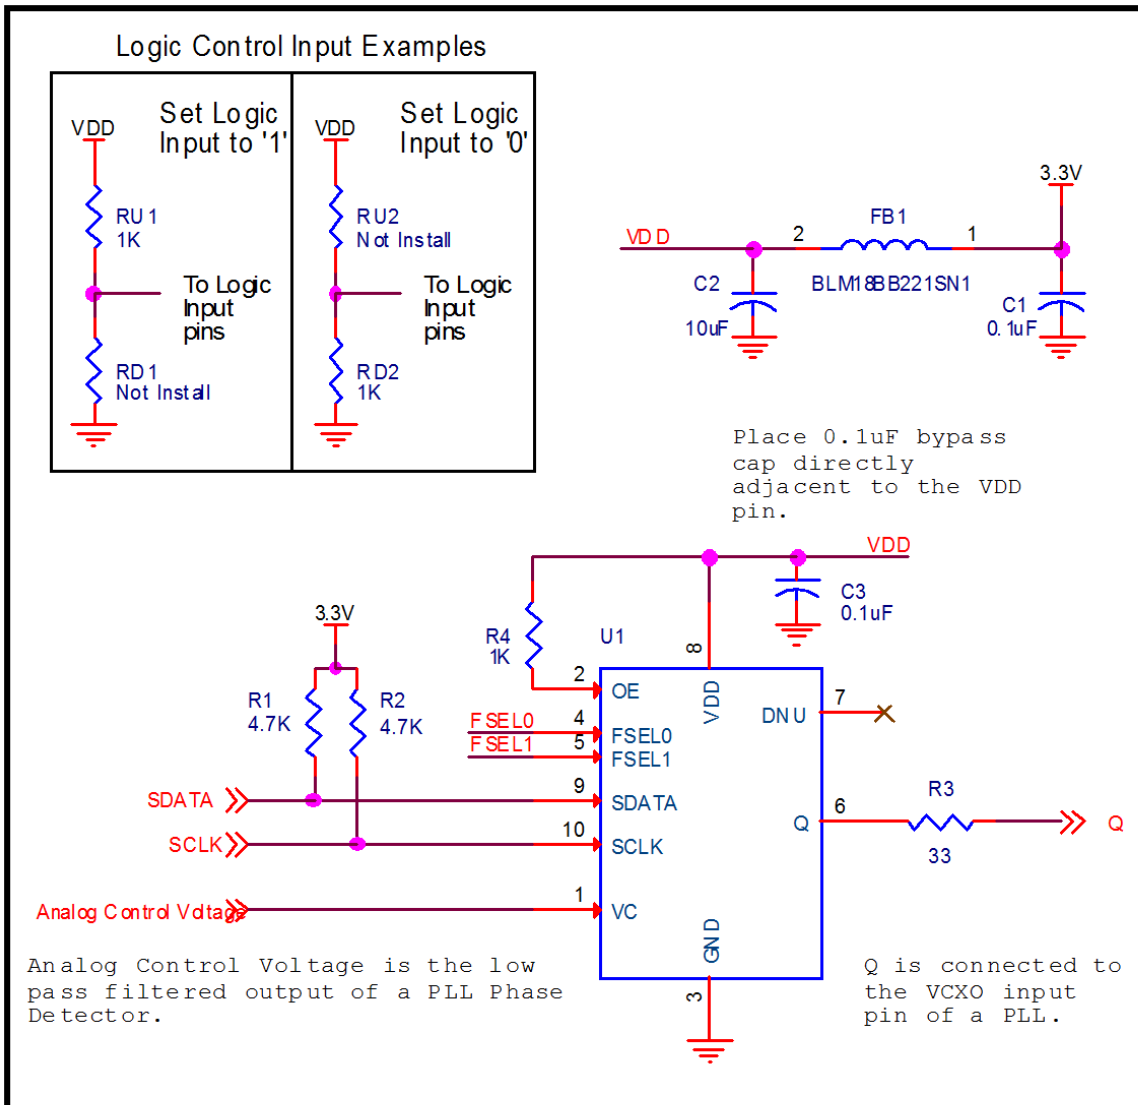 Logic Control Input Examples
Set Logic
Input to '1'
VDD
RU1
1K
To Logic
Input
pins
RD1
Not Install
Set Logic
Input to '0'
VDD
RU2
Not Install
To Logic
Input
pins
RD2
1K
3.3V
FB1
VDD
2
1
C2
BLM18BB221SN1
C1
10uF
0.1uF
Place 0.1uF bypass
cap directly
adjacent to the VDD
pin.
VDD
C3
0.1uF
3.3V
R4
1K
U1
8
2
OE
VDD
7
DNU
R1
4.7K
R2
4.7K
FSEL0
4
FSEL0
FSEL1
5
FSEL1
SDATA
9
SDATA
6
Q
R3
33
Q
SCLK
10
SCLK
Analog Control Voltage
1
VC
GND
3
Analog Control Voltage is the low
pass filtered output of a PLL Phase
Detector.
Q is connected to
the VCXO input
pin of a PLL.